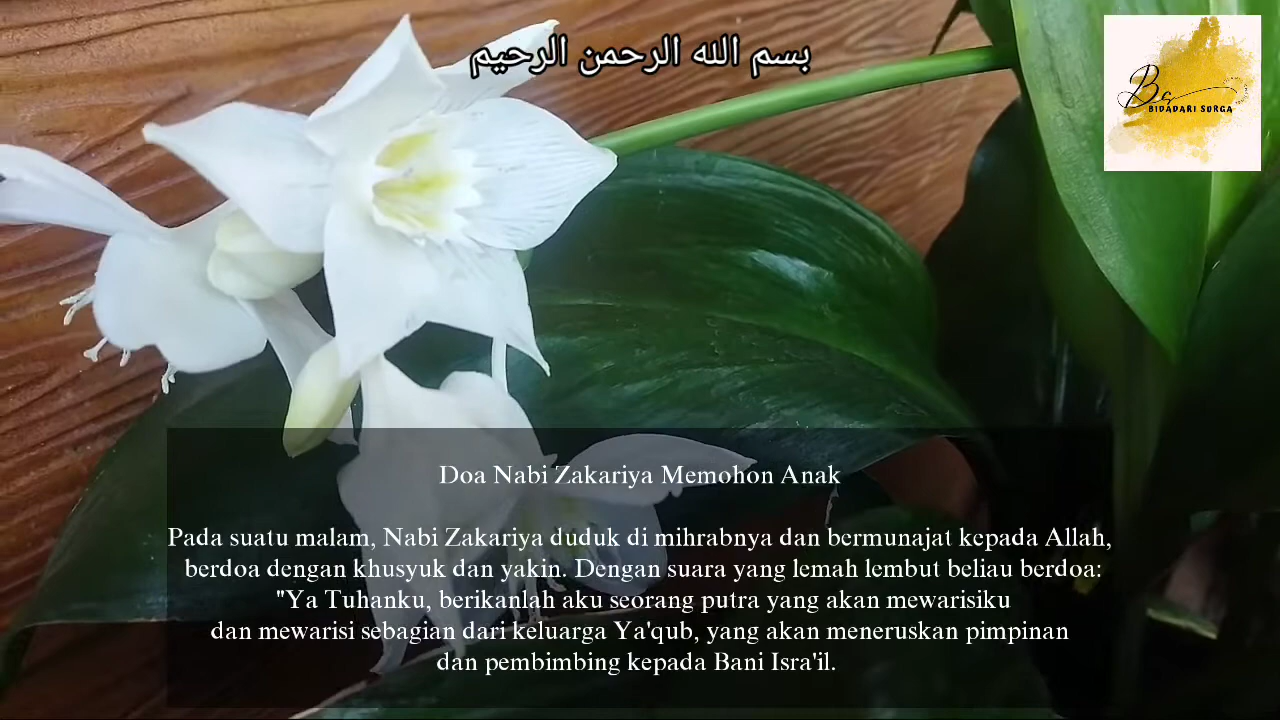 بسم الله الرحمن الرحيم
Bs
BIDADARI SURGA
Doa Nabi Zakariya Memohon Anak
Pada suatu malam, Nabi Zakariya duduk di mihrabnya dan bermunajat kepada Allah,
berdoa dengan khusyuk dan yakin. Dengan suara yang lemah lembut beliau berdoa:
"Ya Tuhanku, berikanlah aku seorang putra yang akan mewarisiku
dan mewarisi sebagian dari keluarga Ya'qub, yang akan meneruskan pimpinan
dan pembimbing kepada Bani Isra'il.